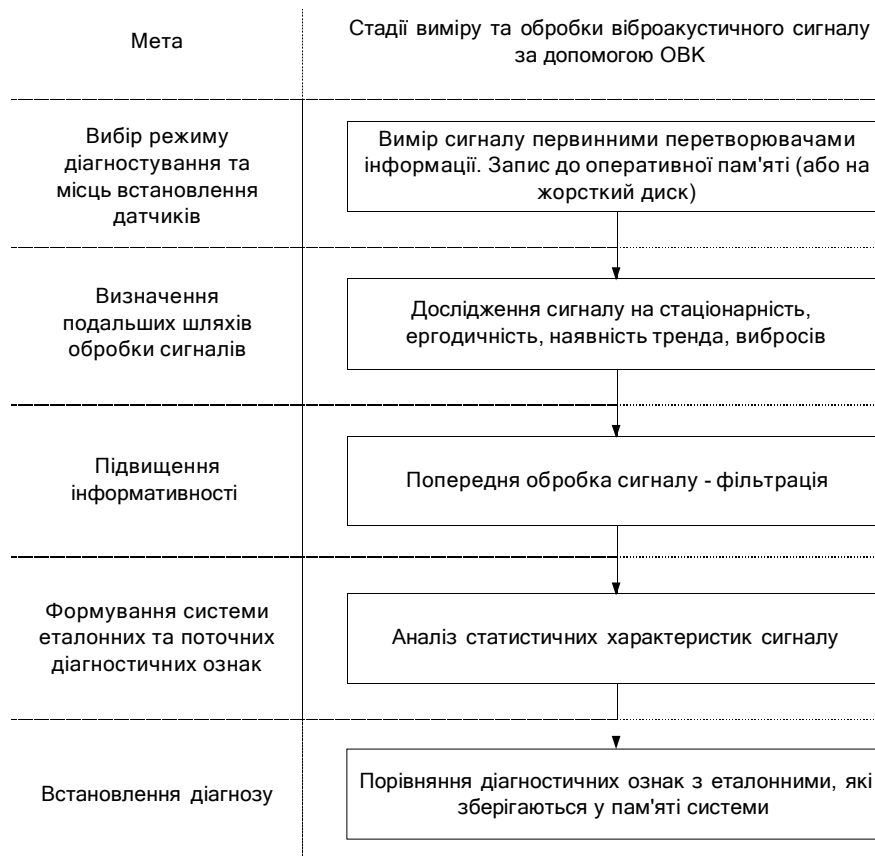 Мета
Стадії виміру та обробки віброакустичного сигналу
за допомогою ОВК
Вибір режиму
діагностування та
місць встановлення
датчиків
Вимір сигналу первинними перетворювачами
інформації. Запис до оперативної пам'яті (або на
жорсткий диск)
Визначення
подальших шляхів
обробки сигналів
Дослідження сигналу на стаціонарність,
ергодичність, наявність тренда, вибросів
Підвищення
інформативності
Попередня обробка сигналу - фільтрація
Формування системи
еталонних та поточних
діагностичних ознак
Аналіз статистичних характеристик сигналу
Встановлення діагнозу
Порівняння діагностичних ознак з еталонними, які
зберігаються у пам'яті системи